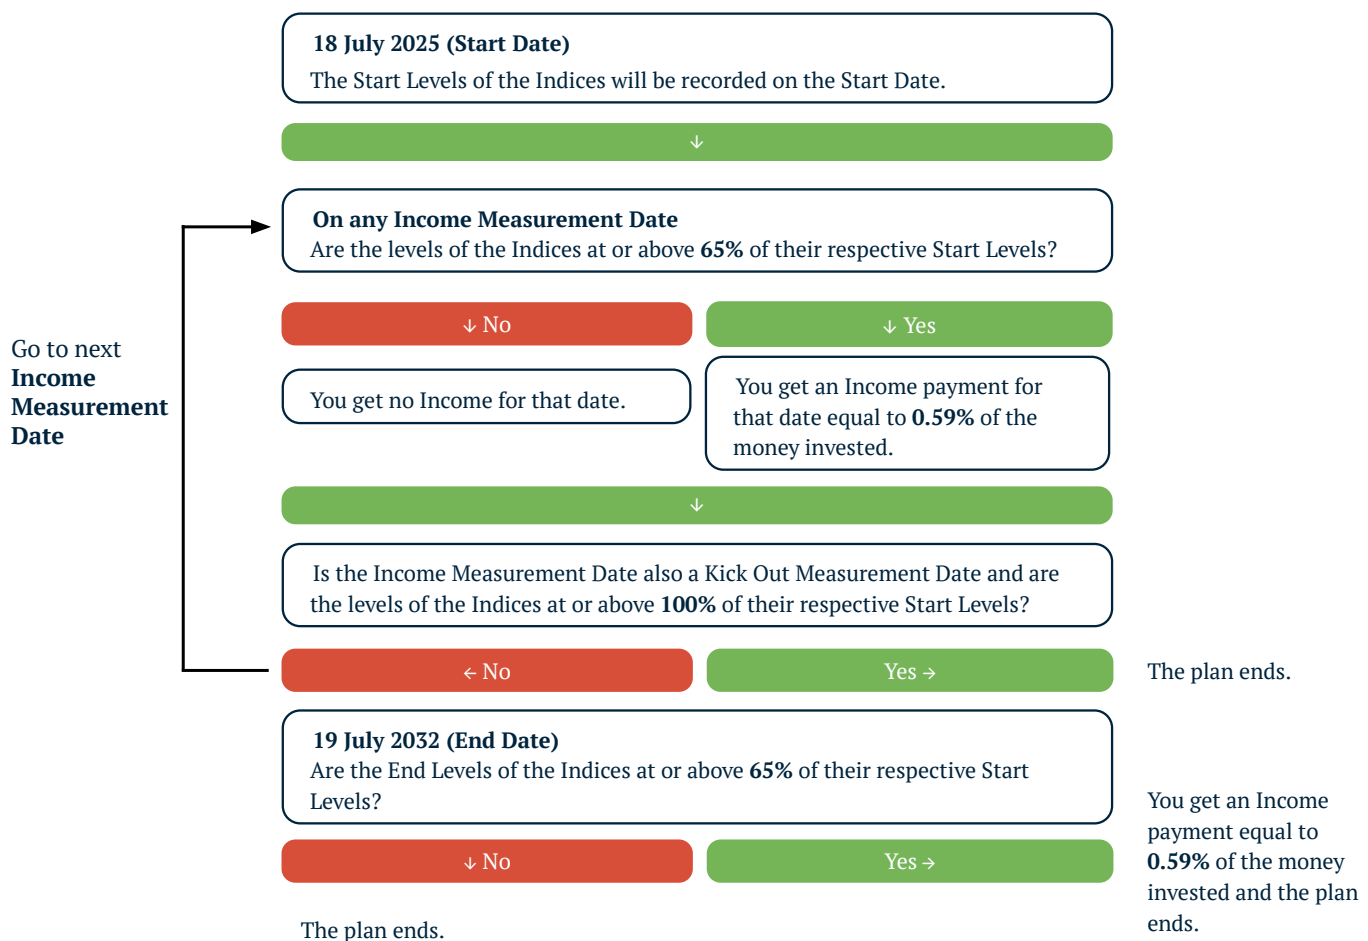 18 July 2025 (Start Date)
The Start Levels of the Indices will be recorded on the Start Date.
↓
On any Income Measurement Date
Are the levels of the Indices at or above 65% of their respective Start Levels?
↓ No
↓ Yes
Go to next
Income
Measurement
Date
You get no Income for that date.
You get an Income payment for
that date equal to 0.59% of the
money invested.
↓
Is the Income Measurement Date also a Kick Out Measurement Date and are
the levels of the Indices at or above 100% of their respective Start Levels?
← No
Yes →
The plan ends.
19 July 2032 (End Date)
Are the End Levels of the Indices at or above 65% of their respective Start
Levels?
↓ No
Yes →
You get an Income
payment equal to
0.59% of the money
invested and the plan
ends.
The plan ends.